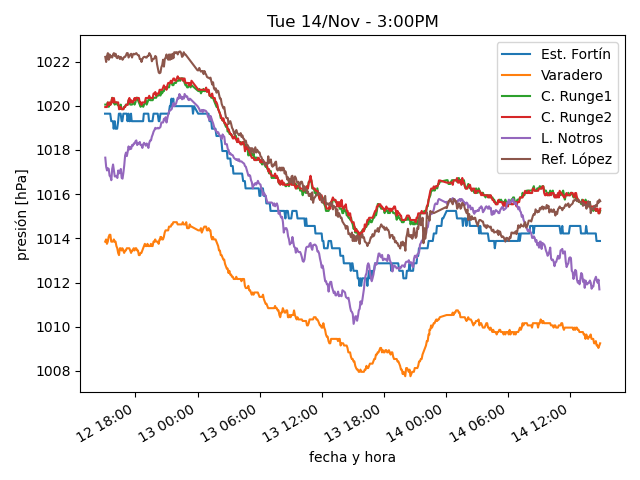 Tue 14/Nov - 3:00PM
Est. Fortín
Varadero
C. Runge1
C. Runge2
L. Notros
Ref. López
presión [hPa]
1022
1020
1018
1016
1014
1012
1010
1008
12 18:00
13 00:00
13 06:00
13 12:00
13 18:00
14 00:00
14 06:00
14 12:00
fecha y hora